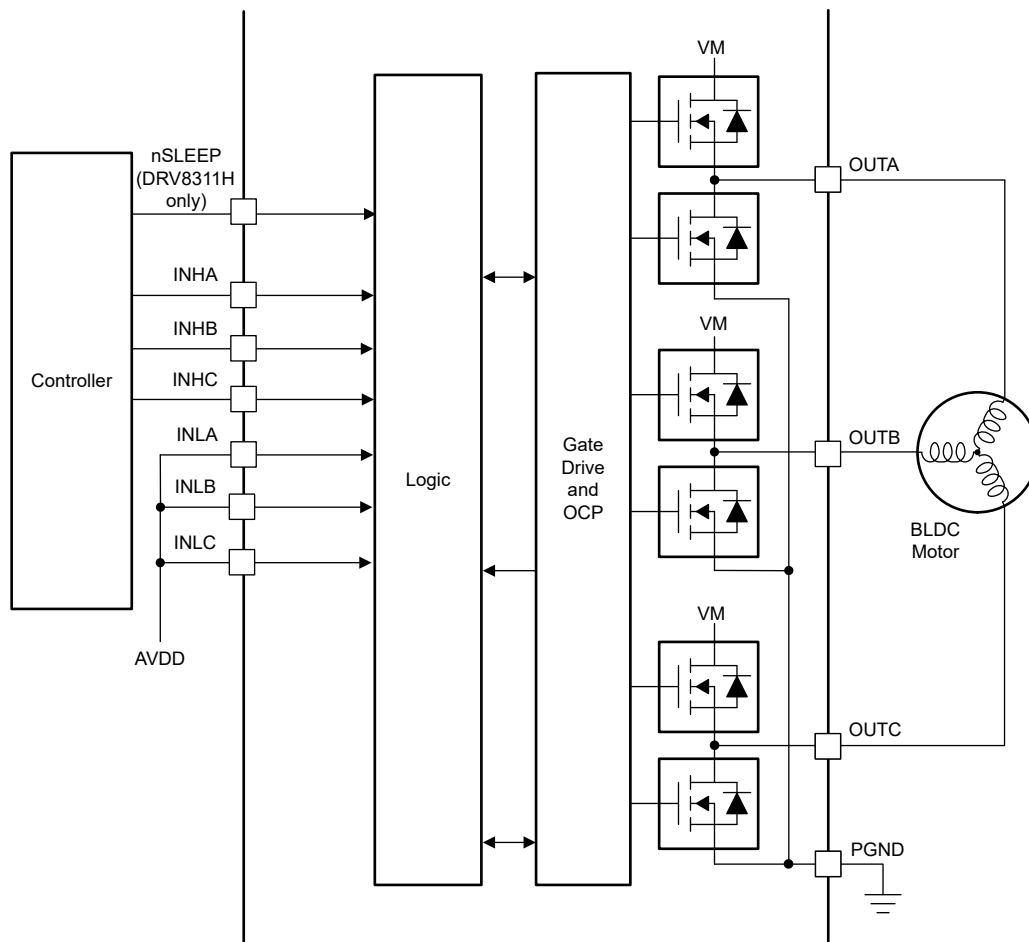 VM
nSLEEP
(DRV8311H
only)
OUTA
INHA
INHB
VM
INHC
Controller
INLA
Logic
Gate
Drive
and
OCP
OUTB
INLB
BLDC
Motor
INLC
VM
AVDD
OUTC
PGND